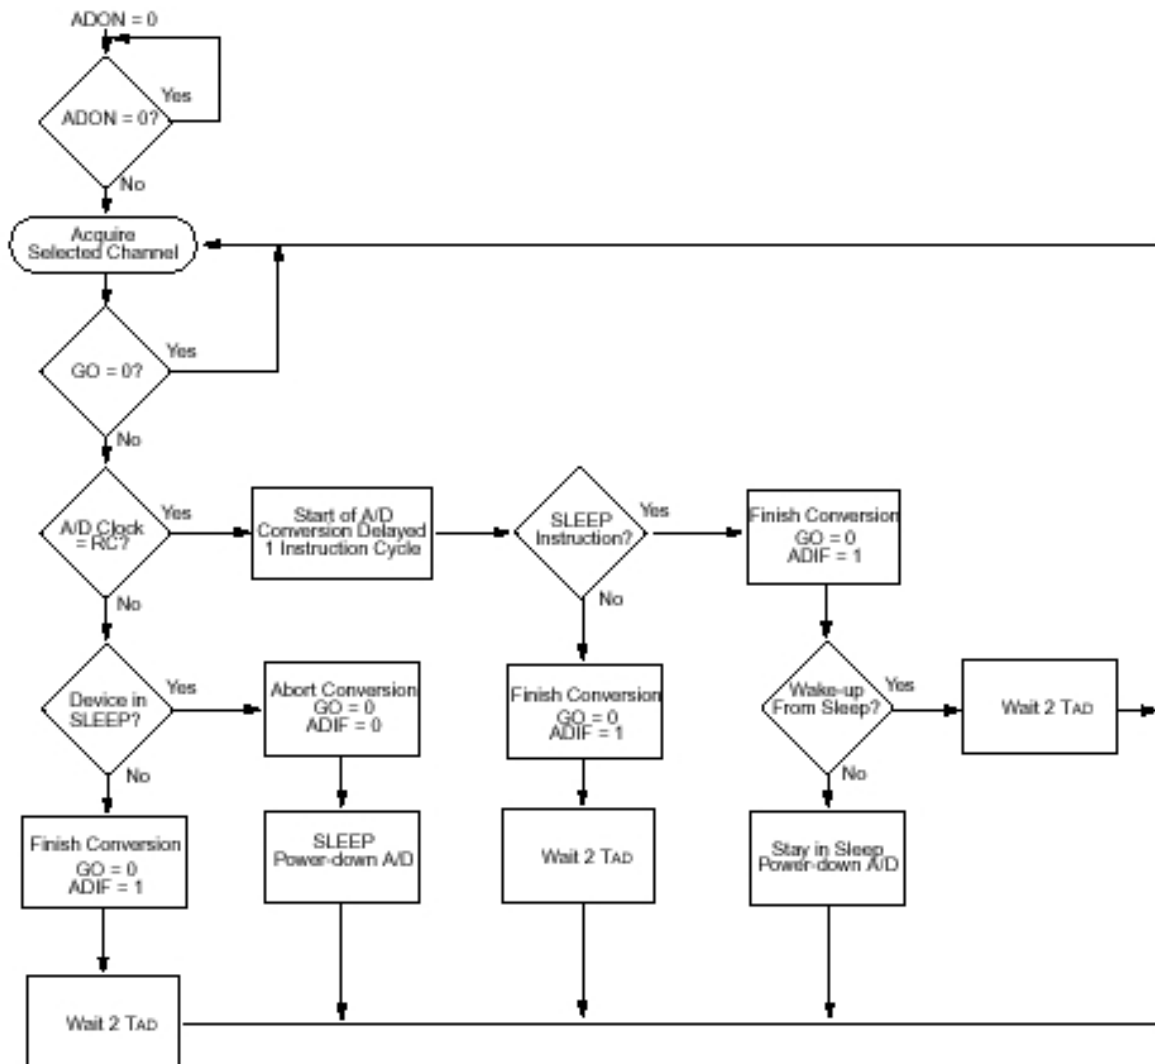 ADON = 0
Yes
ADON = 0?
No
Acquire
Selected Channel
Yes
GO = 0?
No
A/D Clock
= RC?
Yes
Start of A/D
Conversion Delayed
1 Instruction Cycle
SLEEP
Instruction?
Yes
Finish Conversion
GO = 0
ADIF = 1
No
No
Device in
SLEEP?
Yes
Abort Conversion
GO = 0
ADIF = 0
Finish Conversion
GO = 0
ADIF = 1
Wake-up
From Sleep?
Yes
Wait 2 TAD
No
No
Finish Conversion
GO = 0
ADIF = 1
SLEEP
Power-down A/D
Wait 2 TAD
Stay in Sleep
Power-down A/D
Wait 2 TAD